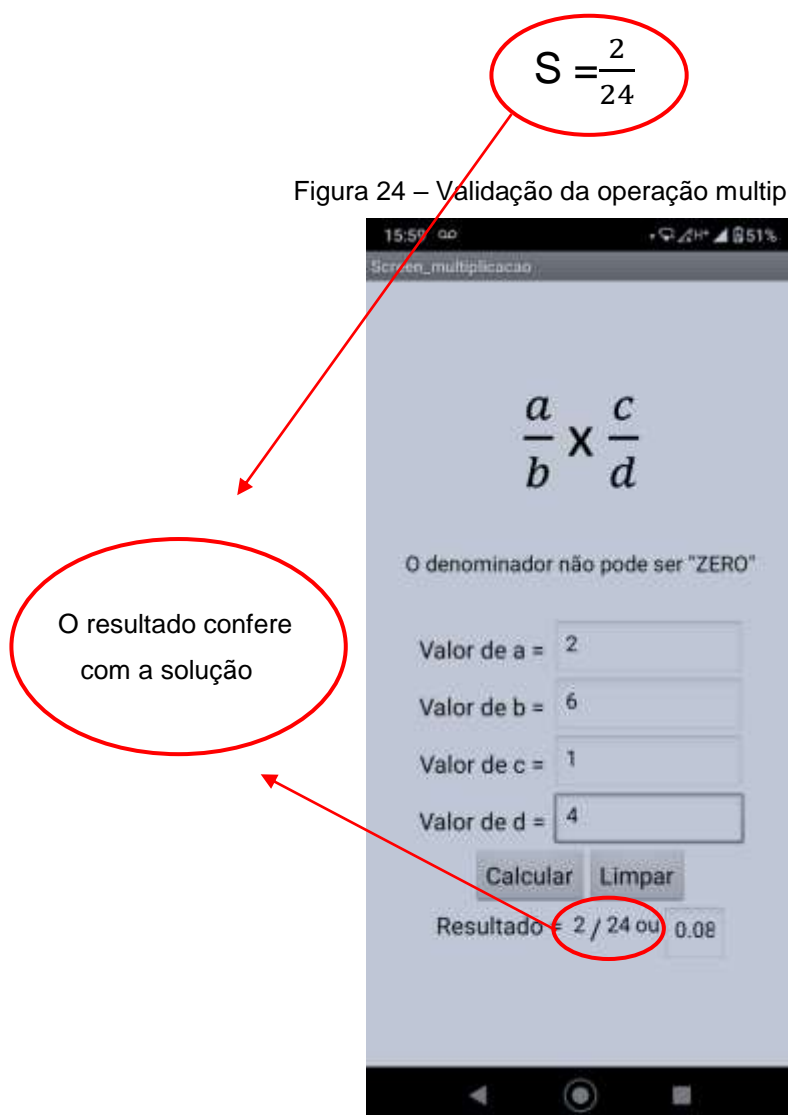 S = 2/24
Figura 24 – Validação da operação multip
15:59 51%
Screen_multiplicacao
a/b x c/d
O denominador não pode ser "ZERO"
O resultado confere
com a solução
Valor de a = 2
Valor de b = 6
Valor de c = 1
Valor de d = 4
Calcular Limpar
Resultado = 2 / 24 ou 0.08